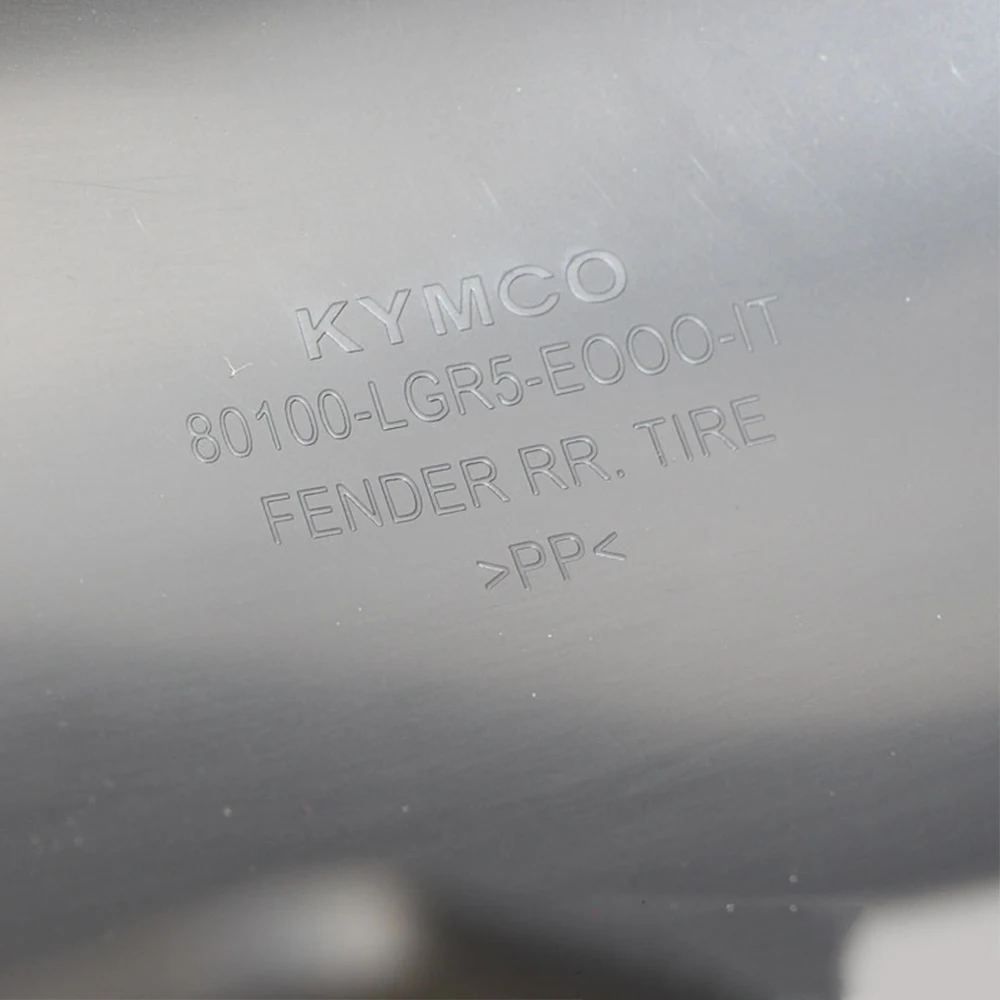 KYMCO
80100-LGR5-E000-IT
FENDER RR. TIRE
>PP<